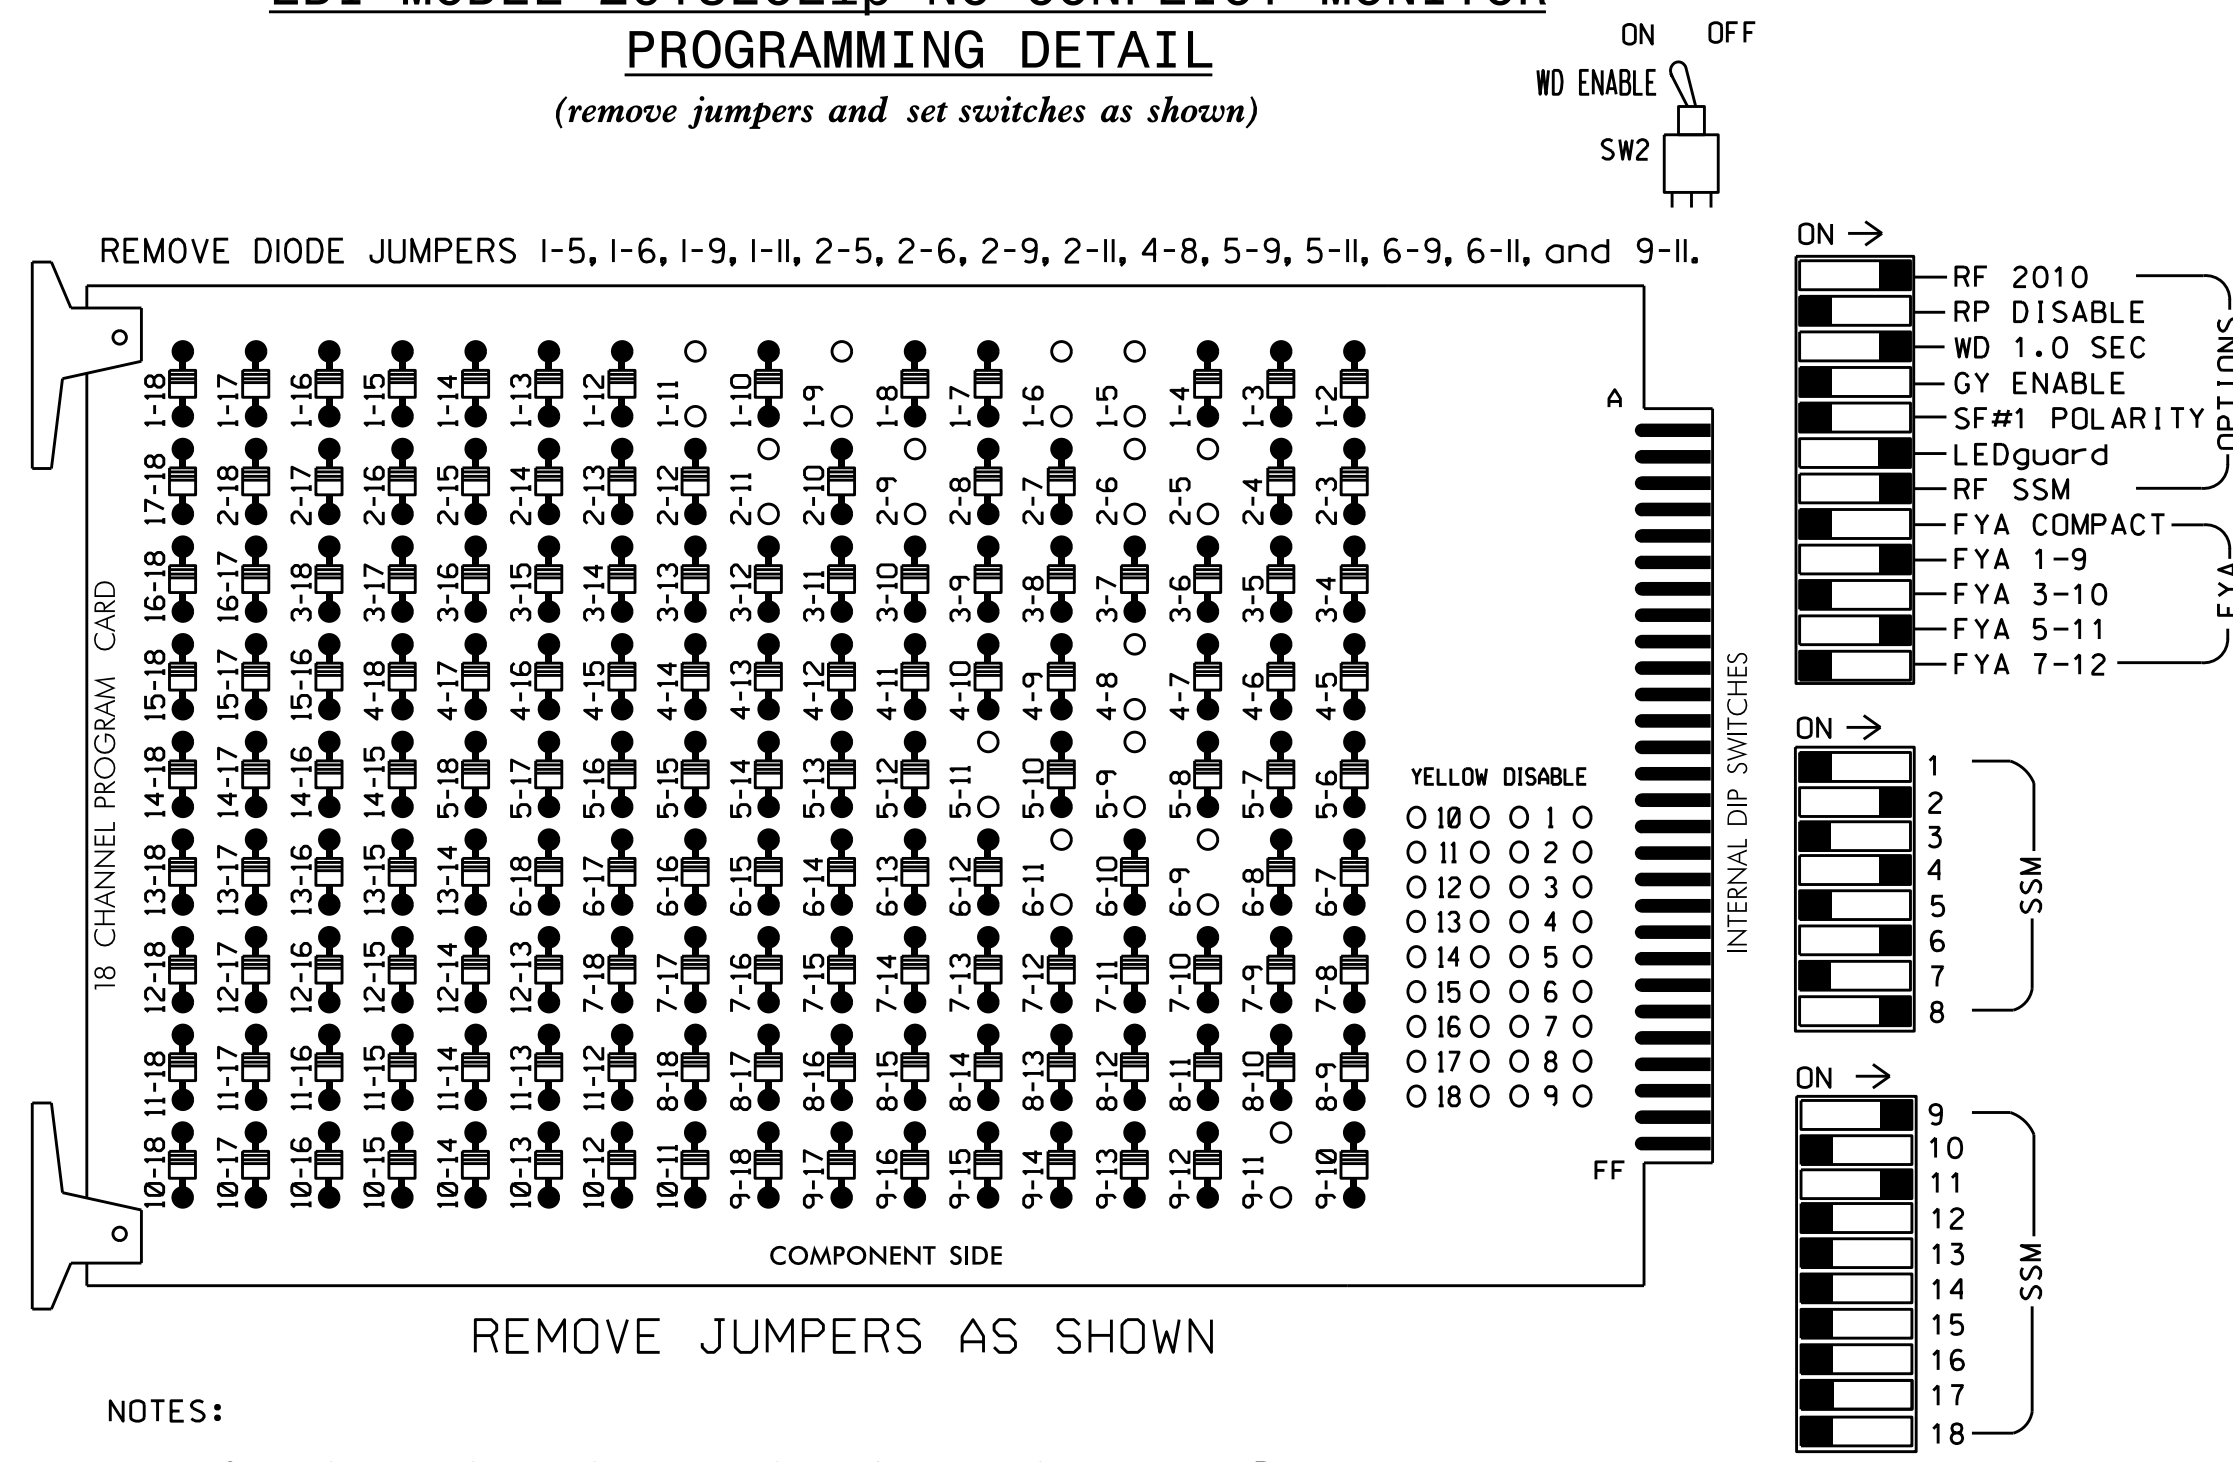 PROGRAMMING DETAIL
(remove jumpers and set switches as shown)
ON OFF
WD ENABLE
SW2
REMOVE DIODE JUMPERS 1-5, 1-6, 1-9, 1-11, 2-5, 2-6, 2-9, 2-11, 4-8, 5-9, 5-11, 6-9, 6-11, and 9-11.
18 CHANNEL PROGRAM CARD
1-18 1-17 1-16 1-15 1-14 1-13 1-12 1-11 1-10 1-9 1-8 1-7 1-6 1-5 1-4 1-3 1-2
17-18 2-18 2-17 2-16 2-15 2-14 2-13 2-12 2-11 2-10 2-9 2-8 2-7 2-6 2-5 2-4 2-3
16-18 16-17 3-18 3-17 3-16 3-15 3-14 3-13 3-12 3-11 3-10 3-9 3-8 3-7 3-6 3-5 3-4
15-18 15-17 15-16 4-18 4-17 4-16 4-15 4-14 4-13 4-12 4-11 4-10 4-9 4-8 4-7 4-6 4-5
14-18 14-17 14-16 14-15 5-18 5-17 5-16 5-15 5-14 5-13 5-12 5-11 5-10 5-9 5-8 5-7 5-6
13-18 13-17 13-16 13-15 13-14 6-18 6-17 6-16 6-15 6-14 6-13 6-12 6-11 6-10 6-9 6-8 6-7
12-18 12-17 12-16 12-15 12-14 12-13 7-18 7-17 7-16 7-15 7-14 7-13 7-12 7-11 7-10 7-9 7-8
11-18 11-17 11-16 11-15 11-14 11-13 11-12 8-18 8-17 8-16 8-15 8-14 8-13 8-12 8-11 8-10 8-9
10-18 10-17 10-16 10-15 10-14 10-13 10-12 10-11 9-18 9-17 9-16 9-15 9-14 9-13 9-12 9-11 9-10
A
YELLOW DISABLE
10 1
11 2
12 3
13 4
14 5
15 6
16 7
17 8
18 9
FF
COMPONENT SIDE
INTERNAL DIP SWITCHES
ON
RF 2010
RP DISABLE
WD 1.0 SEC
GY ENABLE
SF#1 POLARITY
LEDguard
RF SSM
OPTIONS
FYA COMPACT
FYA 1-9
FYA 3-10
FYA 5-11
FYA 7-12
FYA
ON
1
2
3
4
5
6
7
8
SSM
ON
9
10
11
12
13
14
15
16
17
18
SSM
REMOVE JUMPERS AS SHOWN
NOTES: